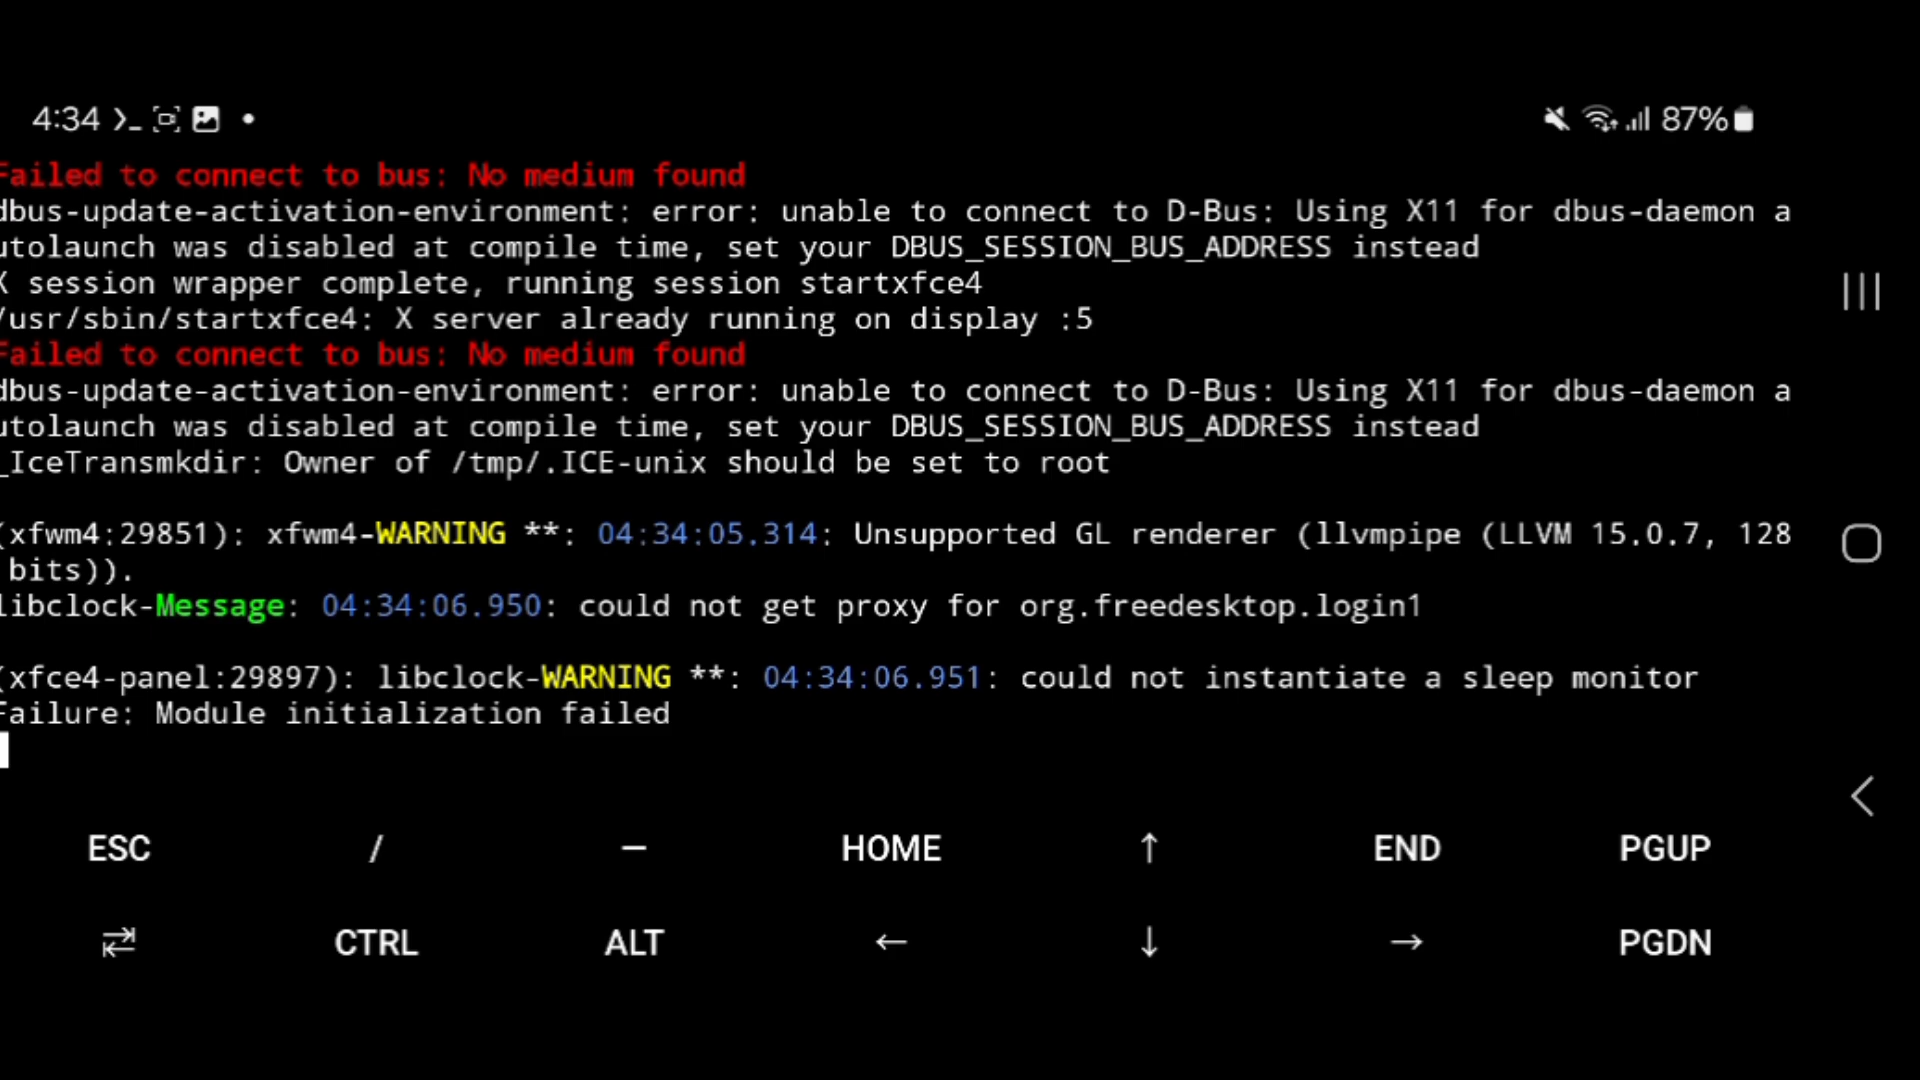 4:34
87%
Failed to connect to bus: No medium found
dbus-update-activation-environment: error: unable to connect to D-Bus: Using X11 for dbus-daemon a
utolaunch was disabled at compile time, set your DBUS_SESSION_BUS_ADDRESS instead
X session wrapper complete, running session startxfce4
/usr/sbin/startxfce4: X server already running on display :5
Failed to connect to bus: No medium found
dbus-update-activation-environment: error: unable to connect to D-Bus: Using X11 for dbus-daemon a
utolaunch was disabled at compile time, set your DBUS_SESSION_BUS_ADDRESS instead
_IceTransmkdir: Owner of /tmp/.ICE-unix should be set to root
(xfwm4:29851): xfwm4-WARNING **: 04:34:05.314: Unsupported GL renderer (llvmpipe (LLVM 15.0.7, 128
bits)).
libclock-Message: 04:34:06.950: could not get proxy for org.freedesktop.login1
(xfce4-panel:29897): libclock-WARNING **: 04:34:06.951: could not instantiate a sleep monitor
Failure: Module initialization failed
ESC / — HOME ↑ END PGUP
⇄ CTRL ALT ← ↓ → PGDN